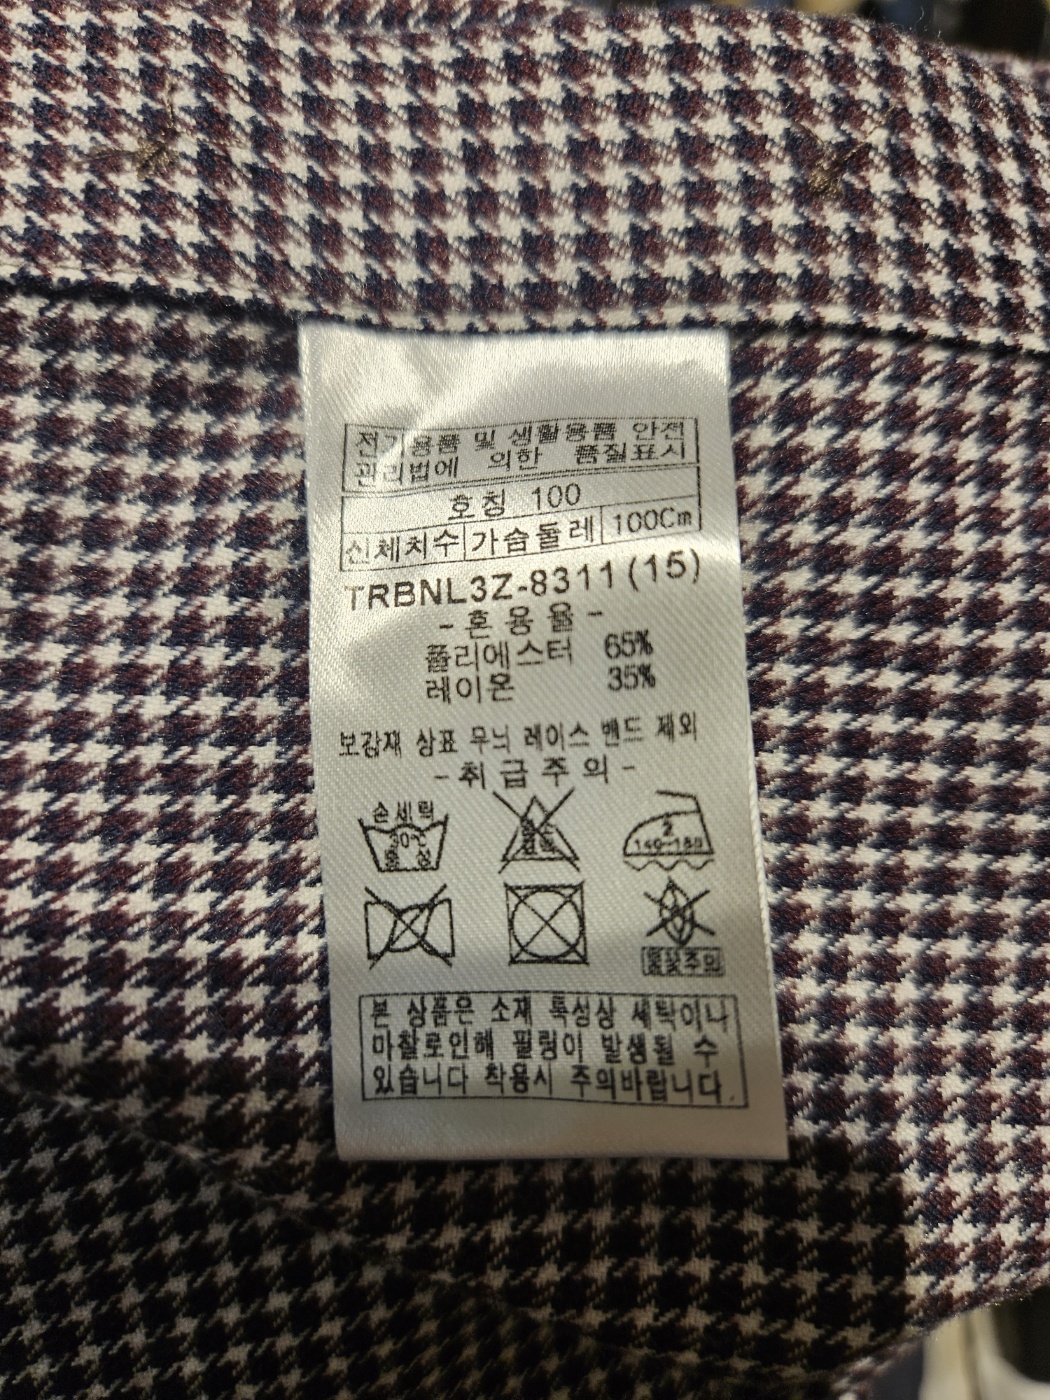 전기용품 및 생활용품 안전
관리법에 의한 품질표시
호칭 100
신체치수 가슴둘레 100Cm
TRBNL3Z-8311(15)
- 혼 용 율 -
폴리에스터 65%
레이온 35%
보강재 상표 무늬 레이스 밴드 제외
- 취 급 주 의 -
손세탁
30℃
중 성
2
140~160
불꽃주의
본 상품은 소재 특성상 세탁이나
마찰로인해 필링이 발생될 수
있습니다 착용시 주의바랍니다.